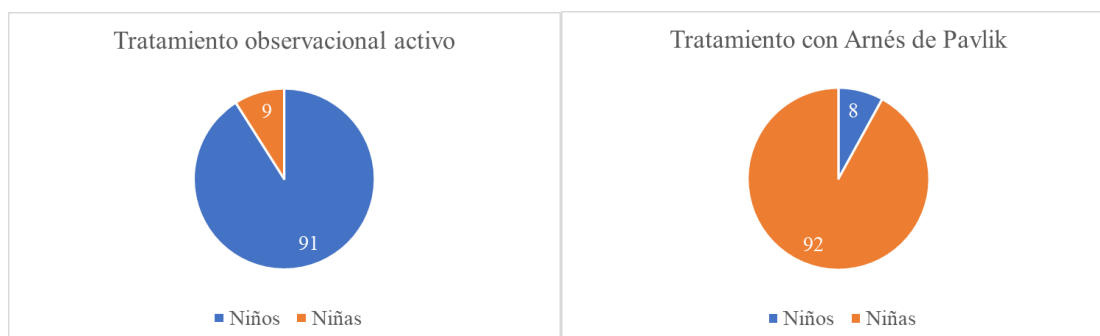 Tratamiento observacional activo
9
91
Niños Niñas
Tratamiento con Arnés de Pavlik
8
92
Niños Niñas